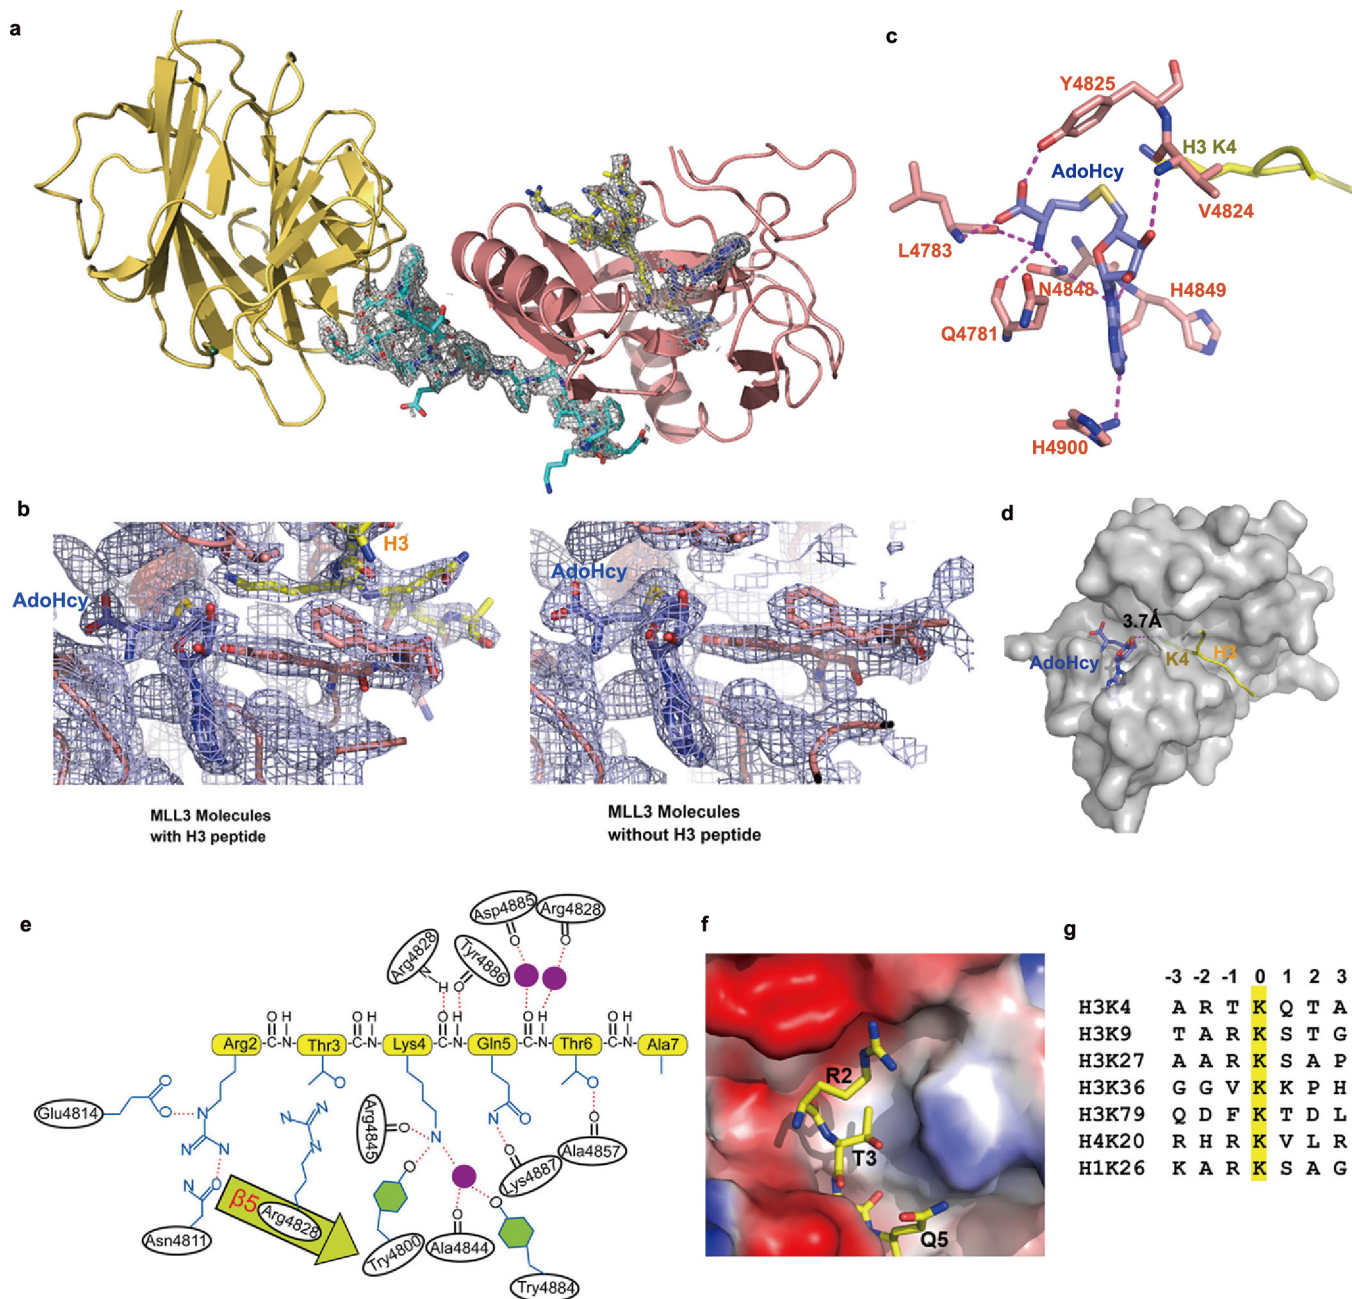 a
b
AdoHcy
H3
AdoHcy
MLL3 Molecules
with H3 peptide
MLL3 Molecules
without H3 peptide
c
Y4825
H3 K4
AdoHcy
V4824
L4783
N4848
H4849
Q4781
H4900
d
3.7Å
AdoHcy
K4
H3
e
Asp4885
Arg4828
Arg4828
Tyr4886
N
H
O
O
O
O H
C N
Arg2
Thr3
Lys4
Gln5
Thr6
Ala7
Glu4814
Arg4845
Ala4857
Lys4887
β5
Arg4828
Asn4811
Try4800
Ala4844
Try4884
f
R2
T3
Q5
g
-3 -2 -1 0 1 2 3
H3K4 A R T K Q T A
H3K9 T A R K S T G
H3K27 A A R K S A P
H3K36 G G V K K P H
H3K79 Q D F K T D L
H4K20 R H R K V L R
H1K26 K A R K S A G